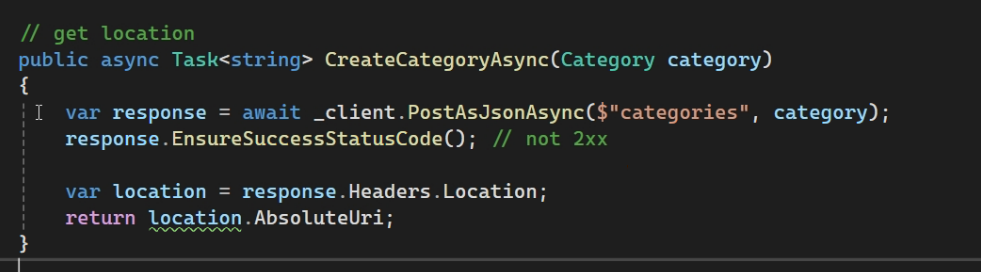 // get location
public async Task<string> CreateCategoryAsync(Category category)
{
    var response = await _client.PostAsJsonAsync($"categories", category);
    response.EnsureSuccessStatusCode(); // not 2xx
    var location = response.Headers.Location;
    return location.AbsoluteUri;
}